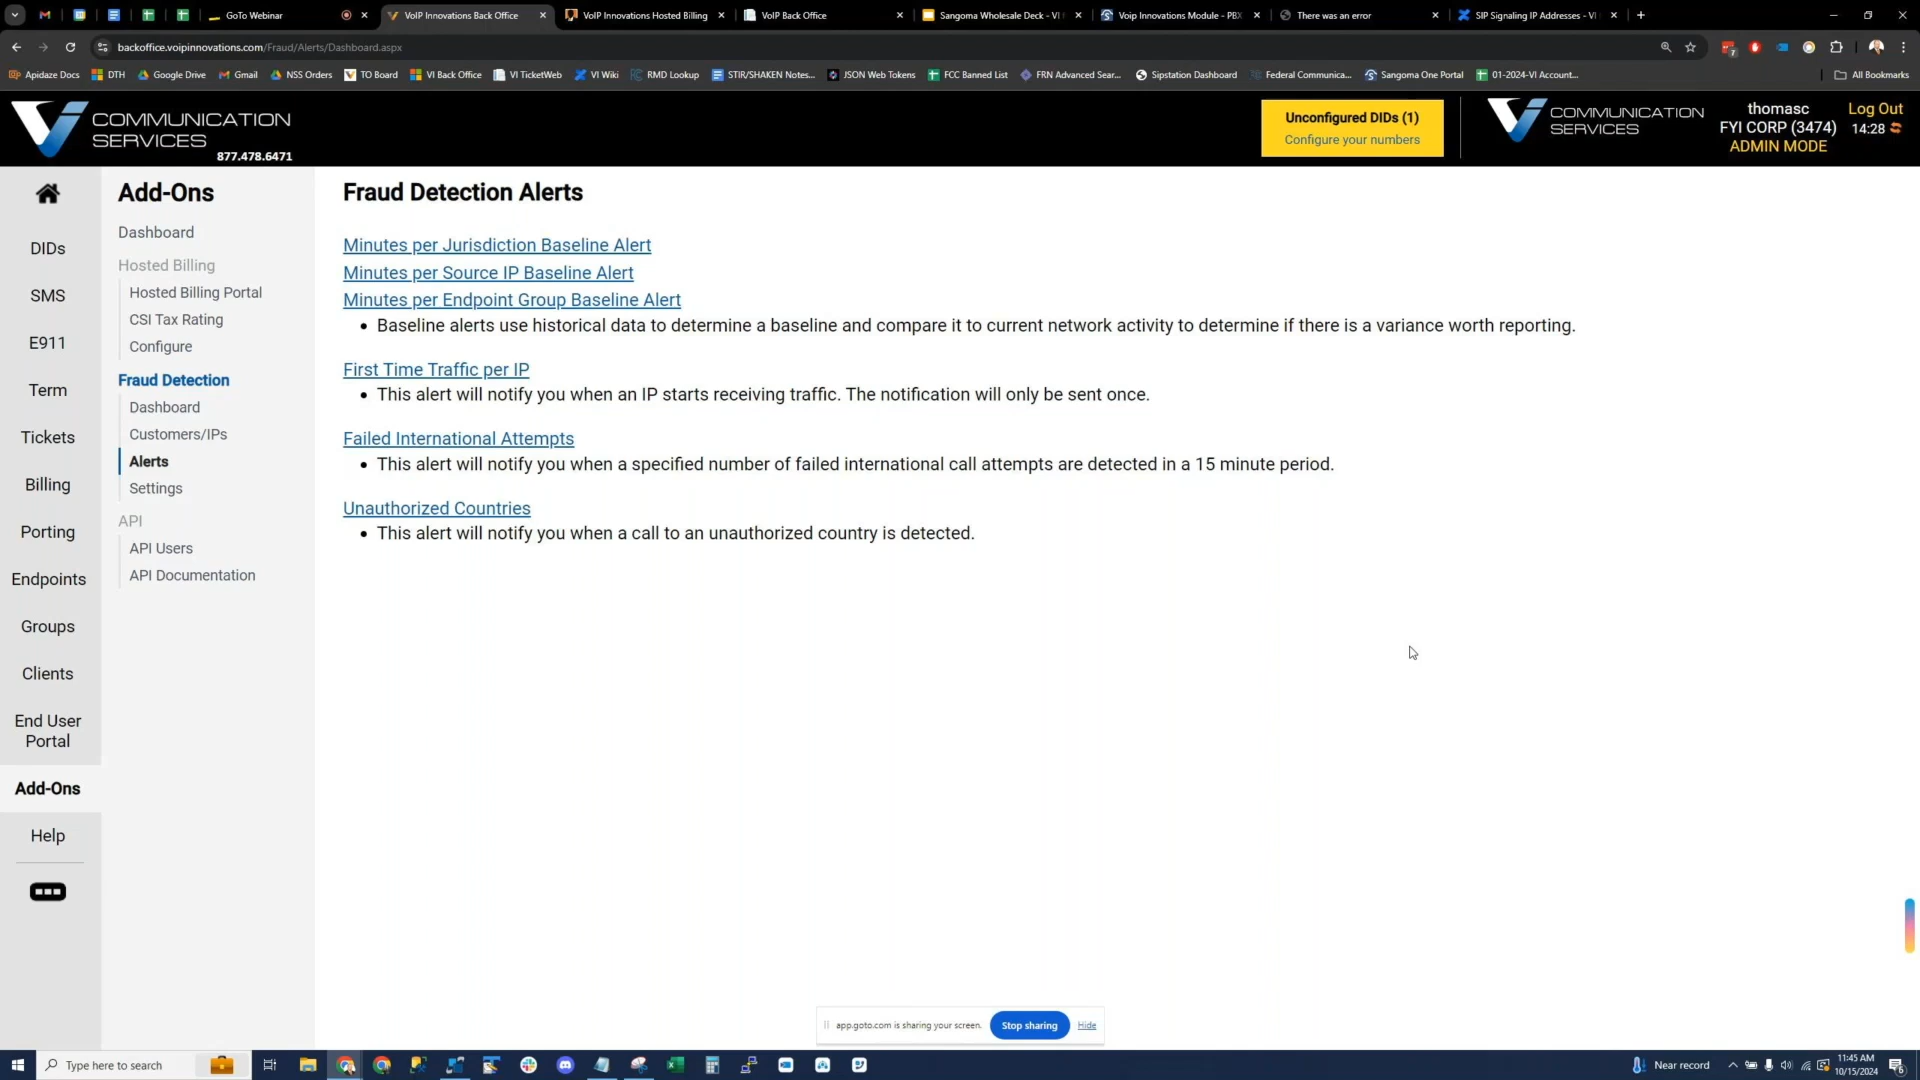 GoTo Webinar
VoIP Innovations Back Office
VoIP Innovations Hosted Billing
VoIP Back Office
Sangoma Wholesale Deck - VI
Voip Innovations Module - PBX
There was an error
SIP Signaling IP Addresses - VI
backoffice.voipinnovations.com/Fraud/Alerts/Dashboard.aspx
Apidaze Docs
DTH
Google Drive
Gmail
NSS Orders
TO Board
VI Back Office
VI TicketWeb
VI Wiki
RMD Lookup
STIR/SHAKEN Notes...
JSON Web Tokens
FCC Banned List
FRN Advanced Sear...
Sipstation Dashboard
Federal Communica...
Sangoma One Portal
01-2024-VI Account...
All Bookmarks
COMMUNICATION
SERVICES
877.478.6471
Unconfigured DIDs (1)
Configure your numbers
COMMUNICATION
SERVICES
thomasc
FYI CORP (3474)
ADMIN MODE
Log Out
14:28
DIDs
SMS
E911
Term
Tickets
Billing
Porting
Endpoints
Groups
Clients
End User
Portal
Add-Ons
Help
Add-Ons
Dashboard
Hosted Billing
Hosted Billing Portal
CSI Tax Rating
Configure
Fraud Detection
Dashboard
Customers/IPs
Alerts
Settings
API
API Users
API Documentation
Fraud Detection Alerts
Minutes per Jurisdiction Baseline Alert
Minutes per Source IP Baseline Alert
Minutes per Endpoint Group Baseline Alert
• Baseline alerts use historical data to determine a baseline and compare it to current network activity to determine if there is a variance worth reporting.
First Time Traffic per IP
• This alert will notify you when an IP starts receiving traffic. The notification will only be sent once.
Failed International Attempts
• This alert will notify you when a specified number of failed international call attempts are detected in a 15 minute period.
Unauthorized Countries
• This alert will notify you when a call to an unauthorized country is detected.
app.goto.com is sharing your screen.
Stop sharing
Hide
Type here to search
Near record
11:45 AM
10/15/2024